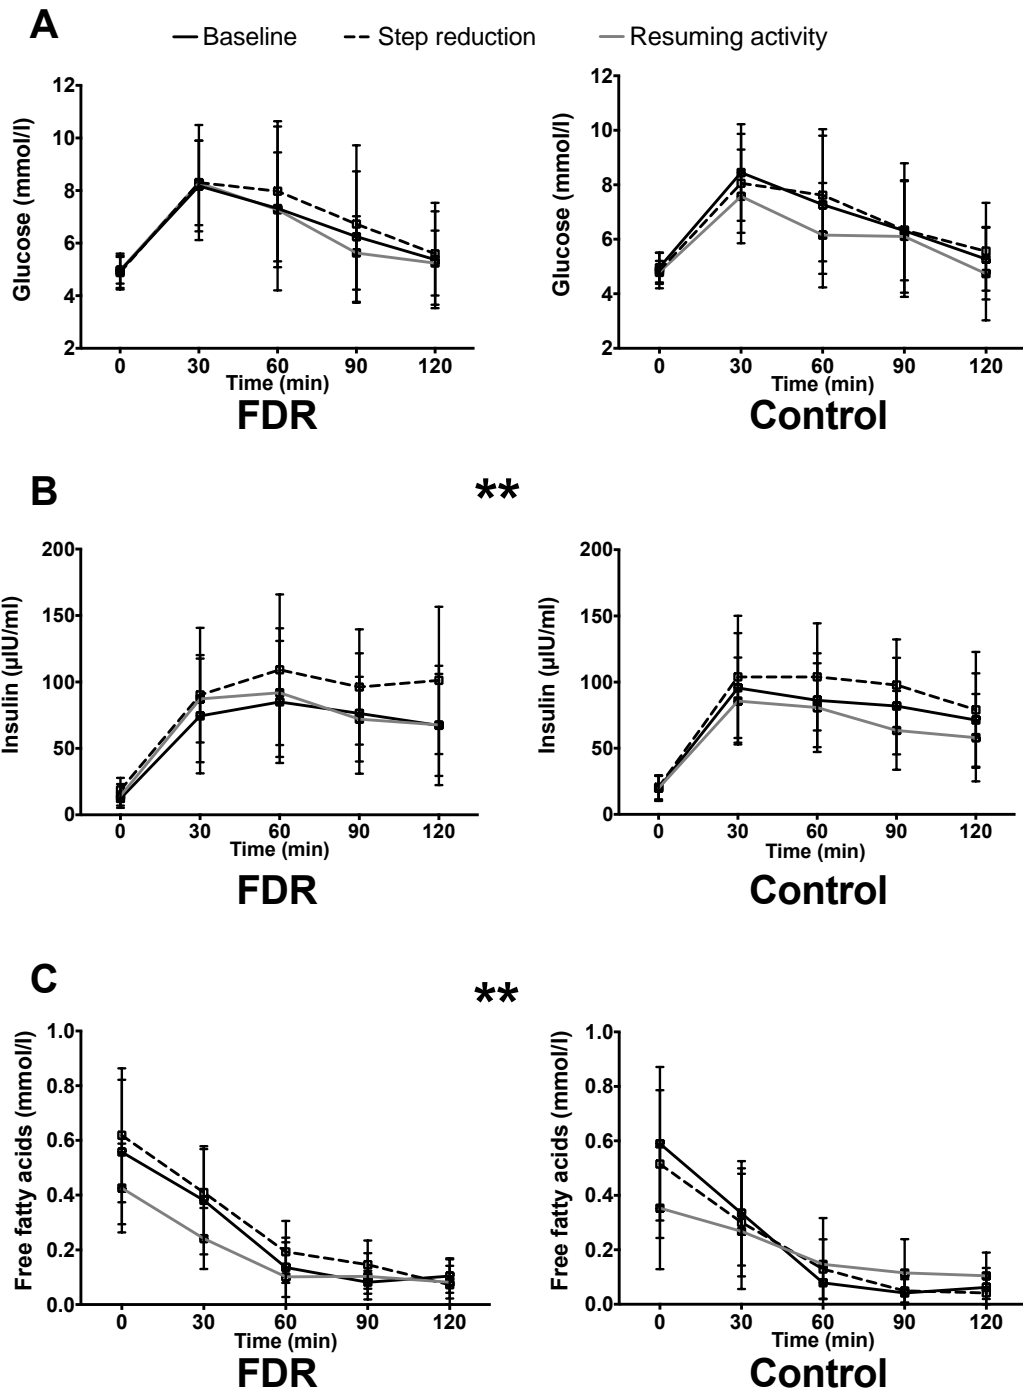 A
Baseline Step reduction Resuming activity
Glucose (mmol/l)
12
10
8
6
4
2
0 30 60 90 120
Time (min)
FDR
Glucose (mmol/l)
12
10
8
6
4
2
0 30 60 90 120
Time (min)
Control
B
**
Insulin (µIU/ml)
200
150
100
50
0
0 30 60 90 120
Time (min)
FDR
Insulin (µIU/ml)
200
150
100
50
0
0 30 60 90 120
Time (min)
Control
C
**
Free fatty acids (mmol/l)
1.0
0.8
0.6
0.4
0.2
0.0
0 30 60 90 120
Time (min)
FDR
Free fatty acids (mmol/l)
1.0
0.8
0.6
0.4
0.2
0.0
0 30 60 90 120
Time (min)
Control